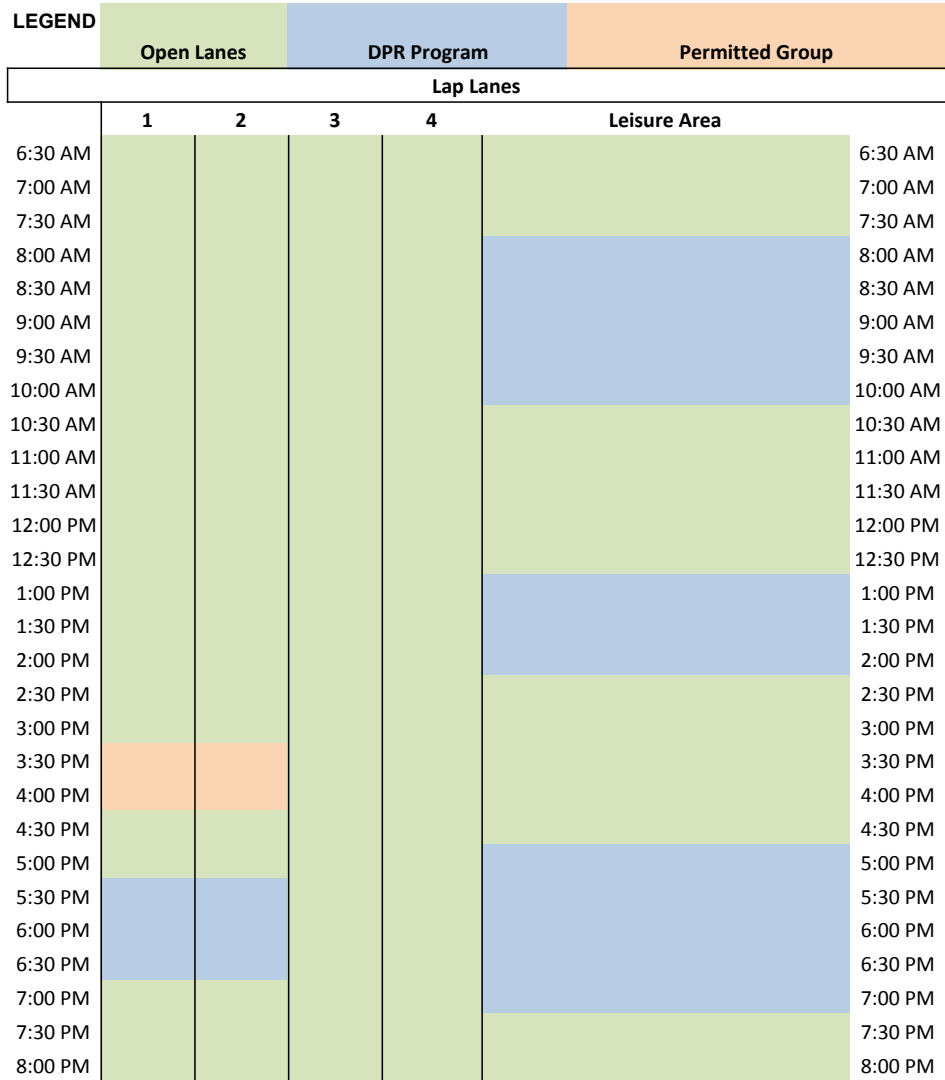 LEGEND
Open Lanes DPR Program Permitted Group
Lap Lanes
1 2 3 4 Leisure Area
6:30 AM 6:30 AM
7:00 AM 7:00 AM
7:30 AM 7:30 AM
8:00 AM 8:00 AM
8:30 AM 8:30 AM
9:00 AM 9:00 AM
9:30 AM 9:30 AM
10:00 AM 10:00 AM
10:30 AM 10:30 AM
11:00 AM 11:00 AM
11:30 AM 11:30 AM
12:00 PM 12:00 PM
12:30 PM 12:30 PM
1:00 PM 1:00 PM
1:30 PM 1:30 PM
2:00 PM 2:00 PM
2:30 PM 2:30 PM
3:00 PM 3:00 PM
3:30 PM 3:30 PM
4:00 PM 4:00 PM
4:30 PM 4:30 PM
5:00 PM 5:00 PM
5:30 PM 5:30 PM
6:00 PM 6:00 PM
6:30 PM 6:30 PM
7:00 PM 7:00 PM
7:30 PM 7:30 PM
8:00 PM 8:00 PM